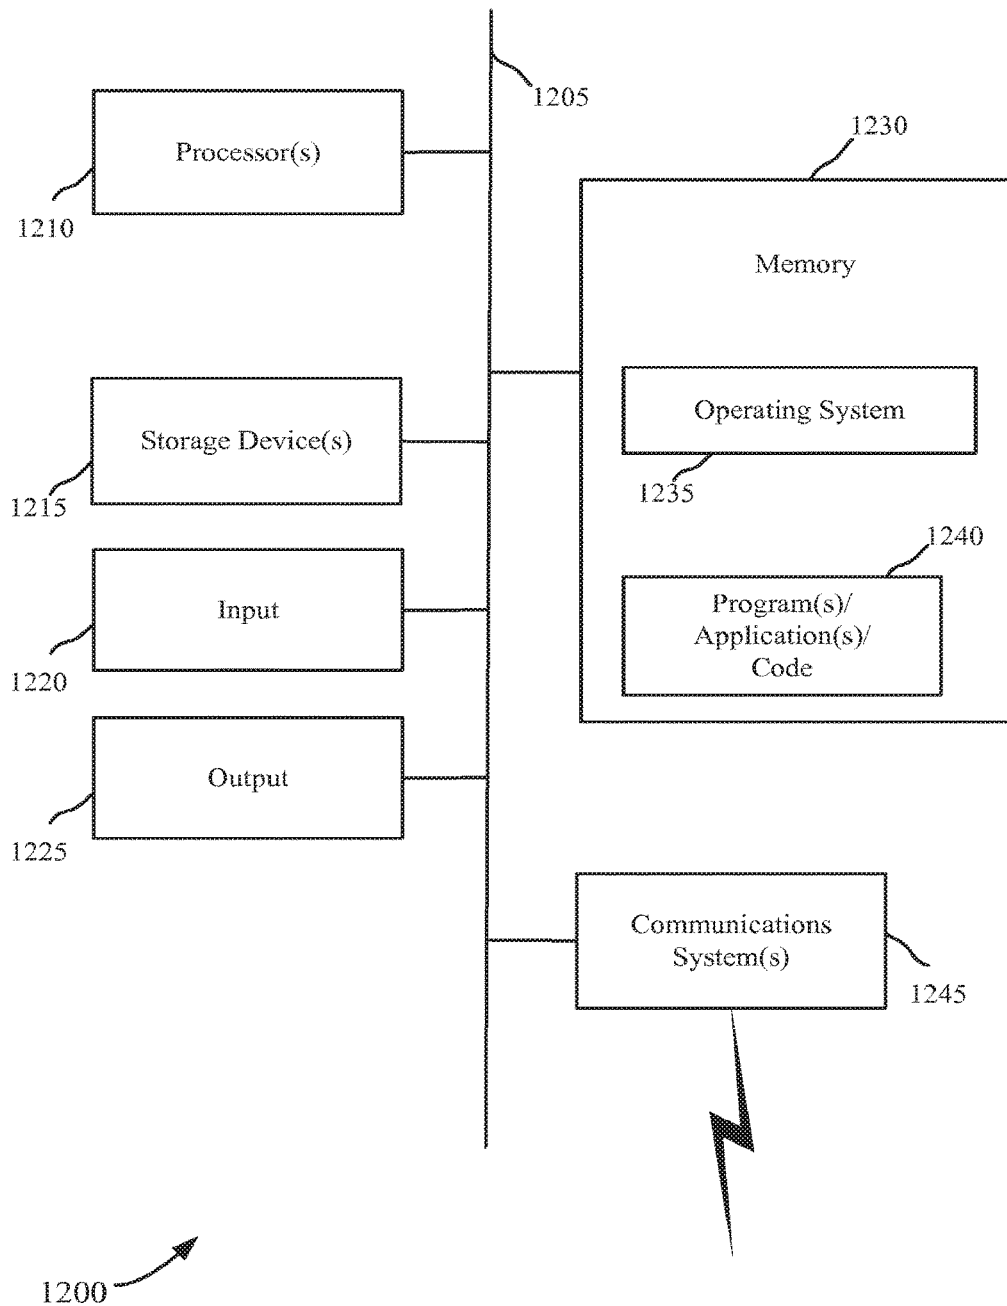 1205
Processor(s)
1210
1230
Memory
Storage Device(s)
1215
Operating System
1235
Input
1220
1240
Program(s)/
Application(s)/
Code
Output
1225
Communications
System(s)
1245
1200